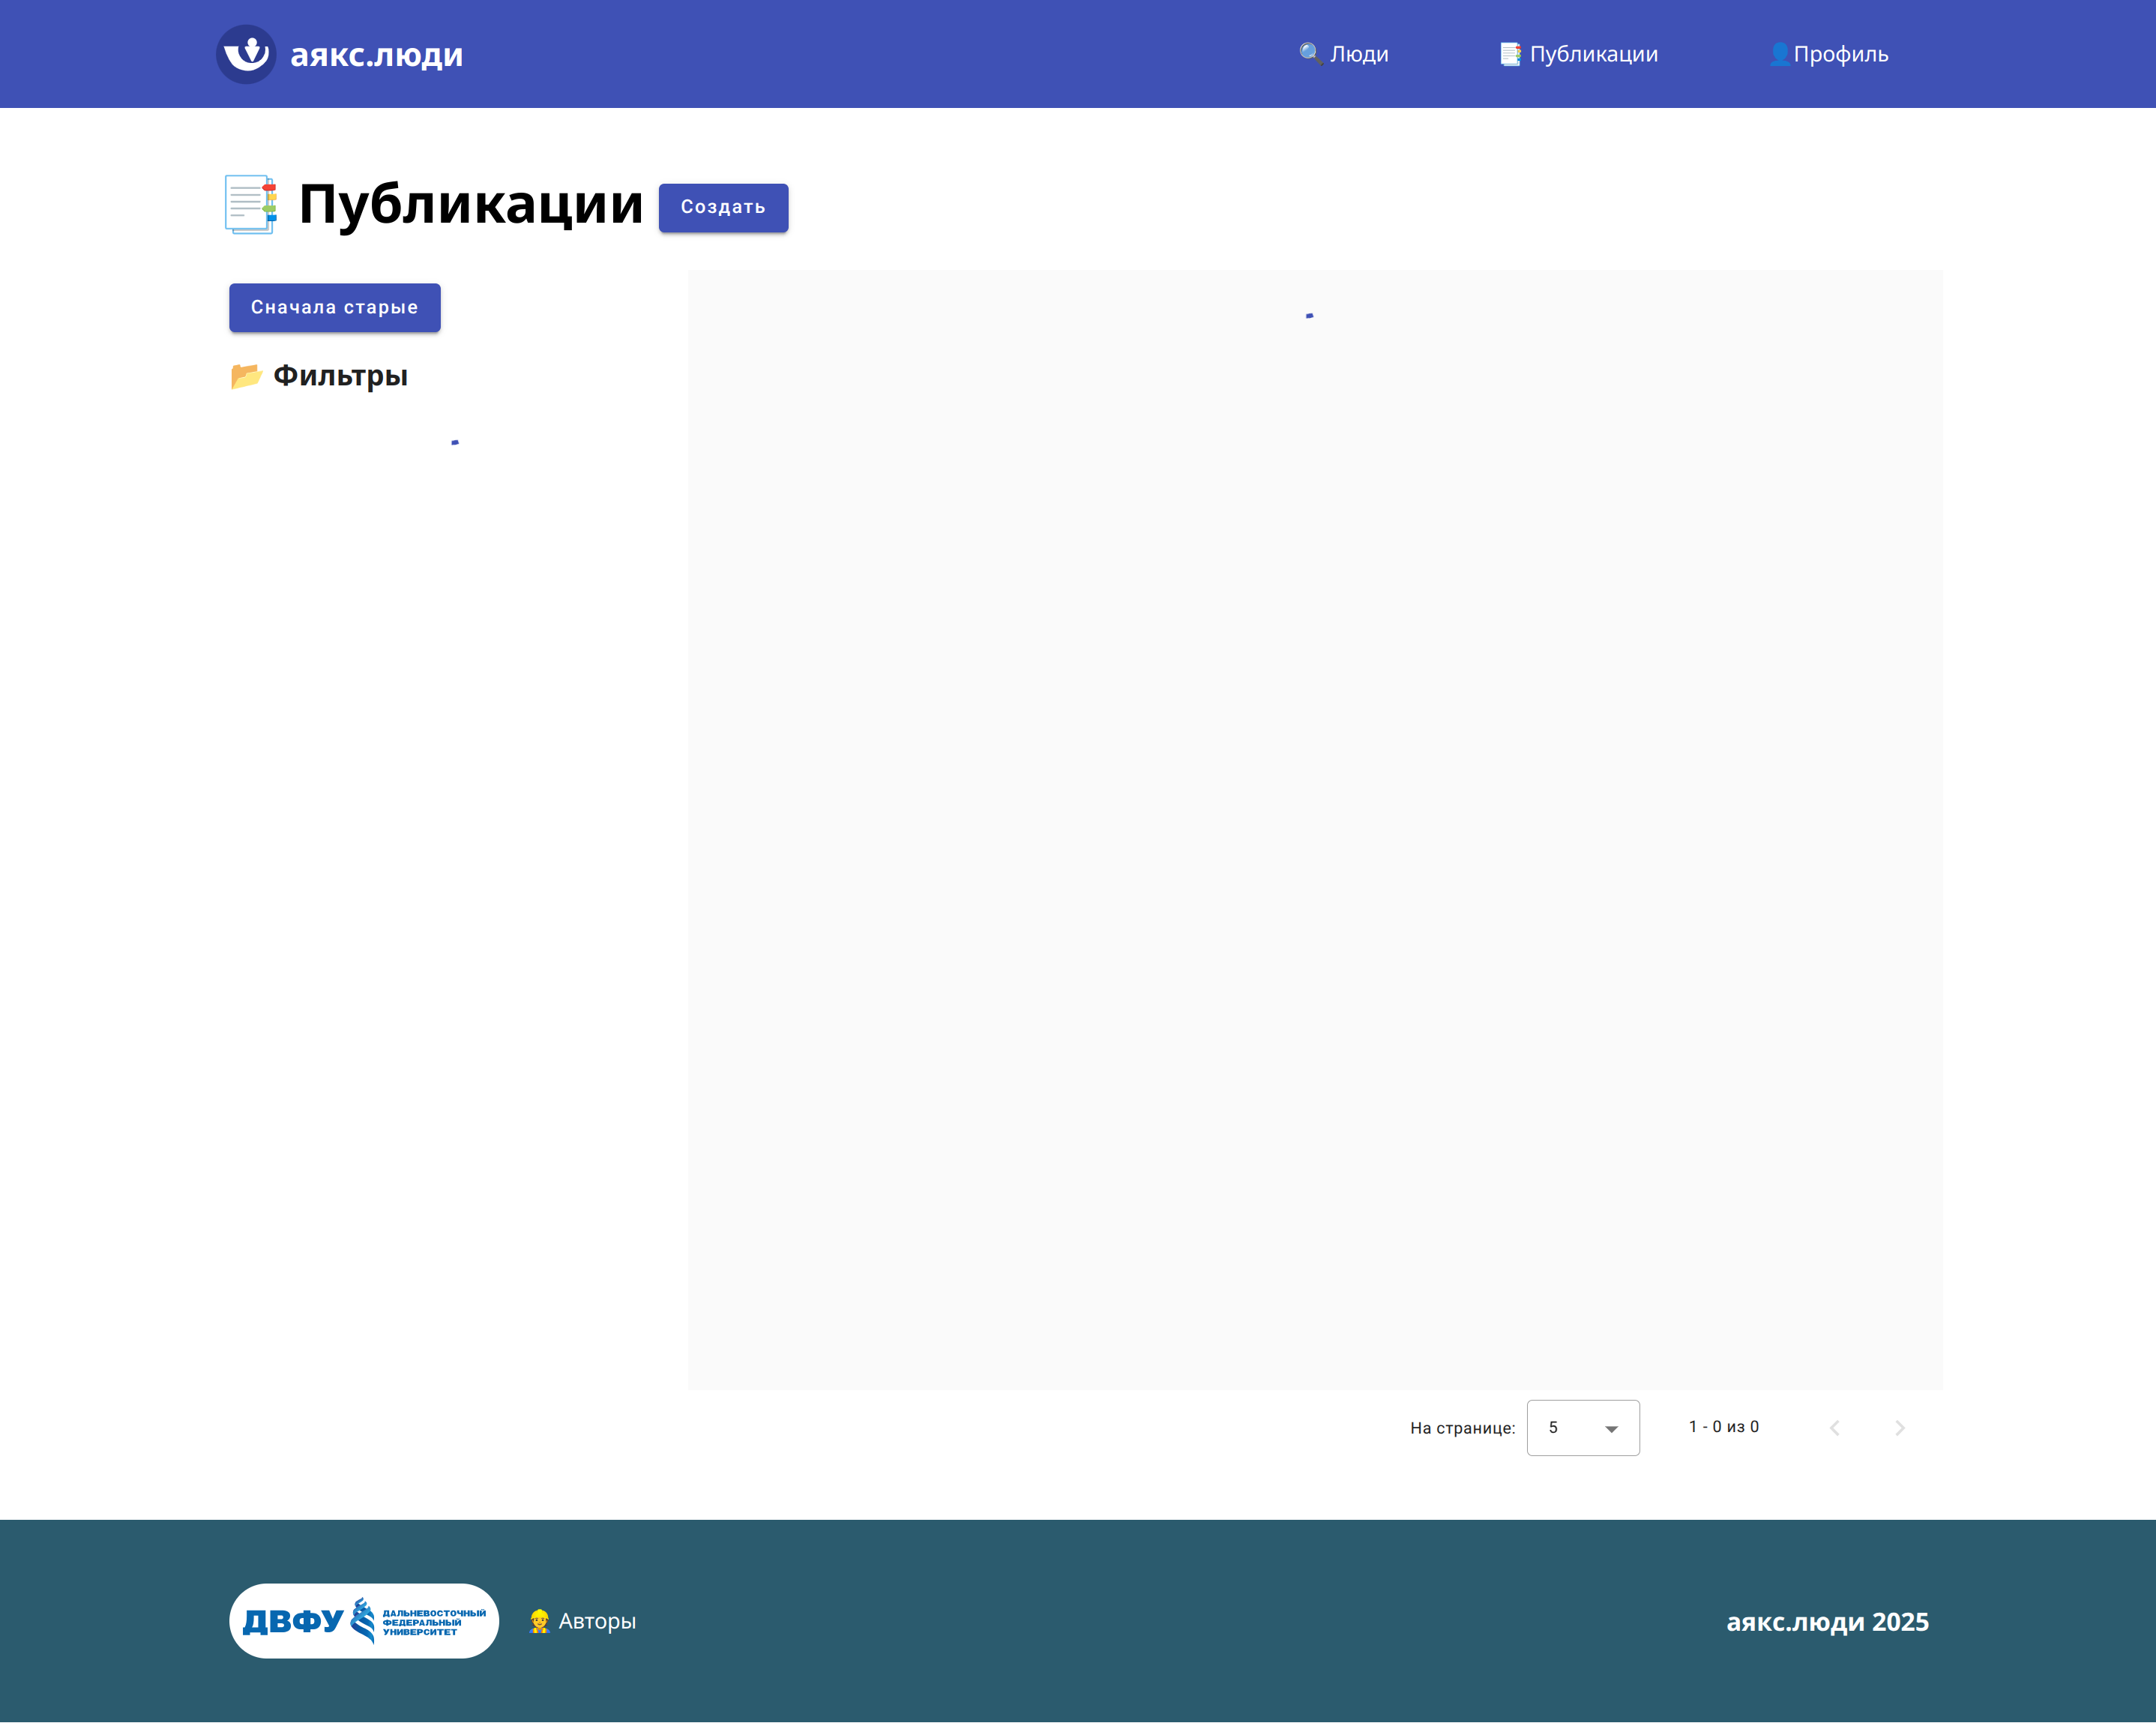 аякс.люди
🔍 Люди
📑 Публикации
👤Профиль
📑 Публикации
Создать
Сначала старые
📂 Фильтры
На странице:
5
1 - 0 из 0
ДВФУ
ДАЛЬНЕВОСТОЧНЫЙ
ФЕДЕРАЛЬНЫЙ
УНИВЕРСИТЕТ
👷 Авторы
аякс.люди 2025